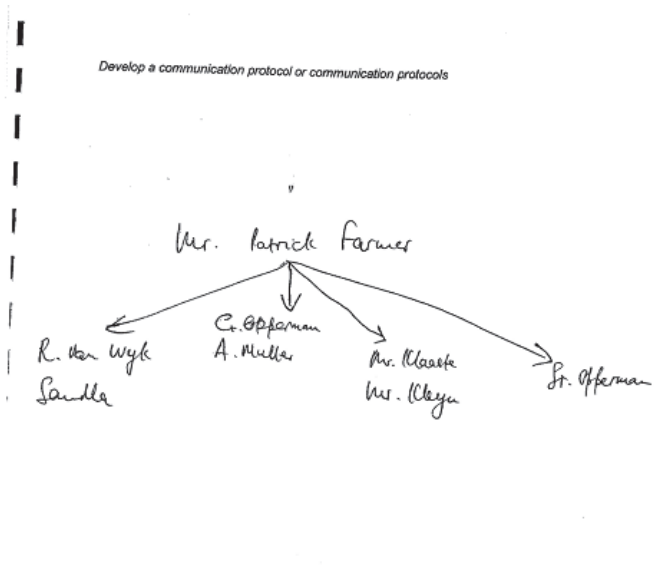 Develop a communication protocol or communication protocols
Mr. Patrick Farmer
R. van Wyk
Sandla
G. Opperman
A. Muller
Mr. Klaaste
Mr. Kleyn
St. Opperman